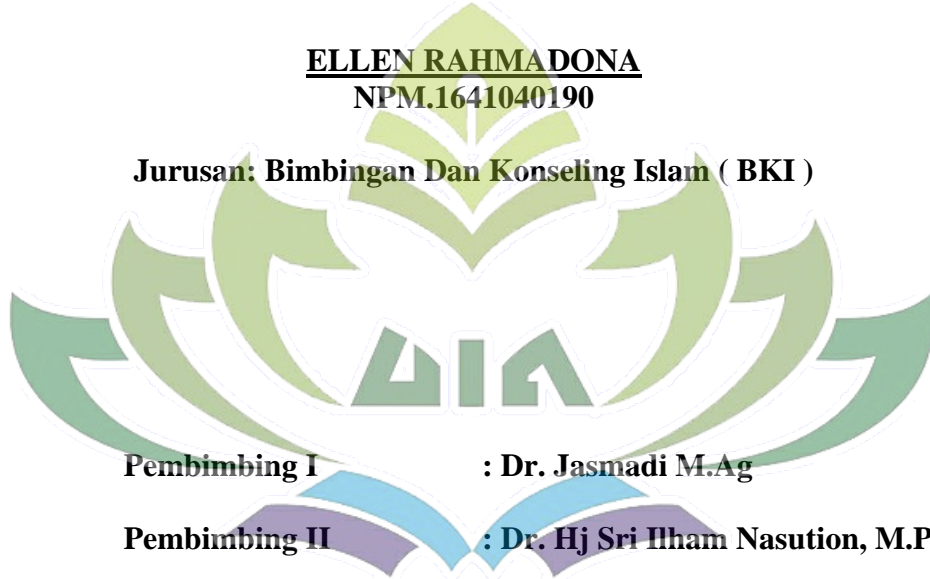 ELLEN RAHMADONA
NPM.1641040190
Jurusan: Bimbingan Dan Konseling Islam ( BKI )
UIN
Pembimbing I : Dr. Jasmadi M.Ag
Pembimbing II : Dr. Hj Sri Ilham Nasution, M.P